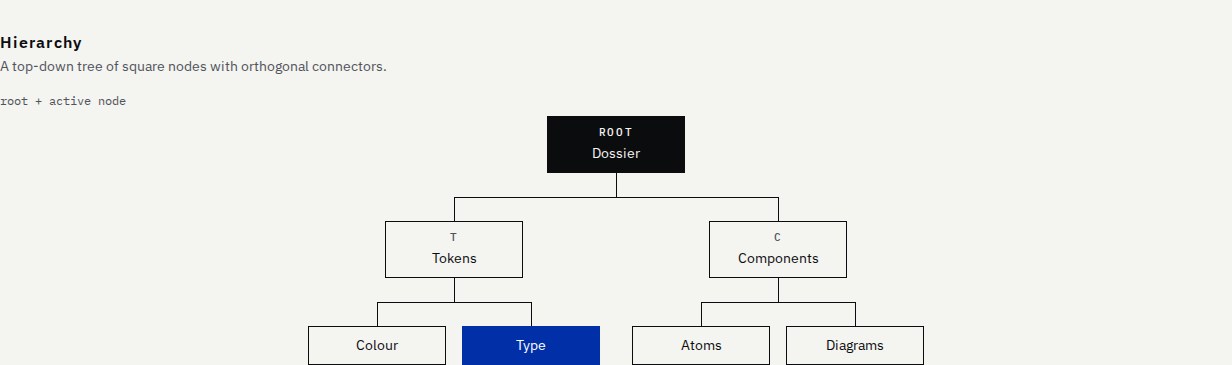 Hierarchy
A top-down tree of square nodes with orthogonal connectors.
root + active node
ROOT
Dossier
T
Tokens
C
Components
Colour
Type
Atoms
Diagrams